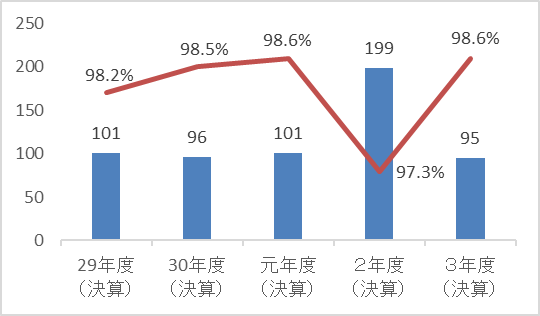 250
200
150
100
50
0
98.2%
98.5%
98.6%
199
98.6%
101
96
101
97.3%
95
29年度
(決算)
30年度
(決算)
元年度
(決算)
２年度
(決算)
３年度
(決算)